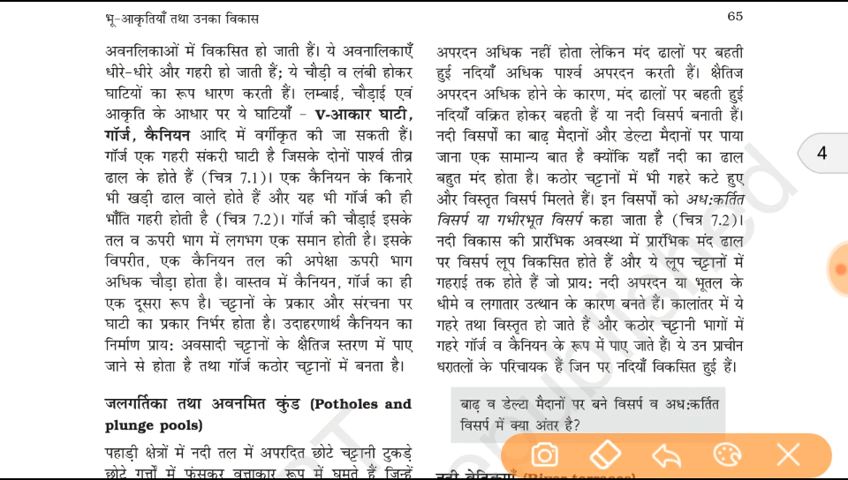 भू-आकृतियाँ तथा उनका विकास
65
अवनलिकाओं में विकसित हो जाती हैं। ये अवनालिकाएँ
धीरे-धीरे और गहरी हो जाती हैं; ये चौड़ी व लंबी होकर
घाटियों का रूप धारण करती हैं। लम्बाई, चौड़ाई एवं
आकृति के आधार पर ये घाटियाँ - V-आकार घाटी,
गॉर्ज, कैनियन आदि में वर्गीकृत की जा सकती हैं।
गॉर्ज एक गहरी संकरी घाटी है जिसके दोनों पार्श्व तीव्र
ढाल के होते हैं (चित्र 7.1)। एक कैनियन के किनारे
भी खड़ी ढाल वाले होते हैं और यह भी गॉर्ज की ही
भाँति गहरी होती है (चित्र 7.2)। गॉर्ज की चौड़ाई इसके
तल व ऊपरी भाग में लगभग एक समान होती है। इसके
विपरीत, एक कैनियन तल की अपेक्षा ऊपरी भाग
अधिक चौड़ा होता है। वास्तव में कैनियन, गॉर्ज का ही
एक दूसरा रूप है। चट्टानों के प्रकार और संरचना पर
घाटी का प्रकार निर्भर होता है। उदाहरणार्थ कैनियन का
निर्माण प्राय: अवसादी चट्टानों के क्षैतिज स्तरण में पाए
जाने से होता है तथा गॉर्ज कठोर चट्टानों में बनता है।
जलगर्तिका तथा अवनमित कुंड (Potholes and
plunge pools)
पहाड़ी क्षेत्रों में नदी तल में अपरदित छोटे चट्टानी टुकड़े
छोटे गर्तों में फंसकर वृत्ताकार रूप में घूमते हैं जिन्हें
अपरदन अधिक नहीं होता लेकिन मंद ढालों पर बहती
हुई नदियाँ अधिक पार्श्व अपरदन करती हैं। क्षैतिज
अपरदन अधिक होने के कारण, मंद ढालों पर बहती हुई
नदियाँ वक्रित होकर बहती हैं या नदी विसर्प बनाती हैं।
नदी विसर्पों का बाढ़ मैदानों और डेल्टा मैदानों पर पाया
जाना एक सामान्य बात है क्योंकि यहाँ नदी का ढाल
बहुत मंद होता है। कठोर चट्टानों में भी गहरे कटे हुए
और विस्तृत विसर्प मिलते हैं। इन विसर्पों को अध:कर्तित
विसर्प या गभीरभूत विसर्प कहा जाता है (चित्र 7.2)।
नदी विकास की प्रारंभिक अवस्था में प्रारंभिक मंद ढाल
पर विसर्प लूप विकसित होते हैं और ये लूप चट्टानों में
गहराई तक होते हैं जो प्राय: नदी अपरदन या भूतल के
धीमे व लगातार उत्थान के कारण बनते हैं। कालांतर में ये
गहरे तथा विस्तृत हो जाते हैं और कठोर चट्टानी भागों में
गहरे गॉर्ज व कैनियन के रूप में पाए जाते हैं। ये उन प्राचीन
धरातलों के परिचायक हैं जिन पर नदियाँ विकसित हुई हैं।
बाढ़ व डेल्टा मैदानों पर बने विसर्प व अध:कर्तित
विसर्प में क्या अंतर है?
4